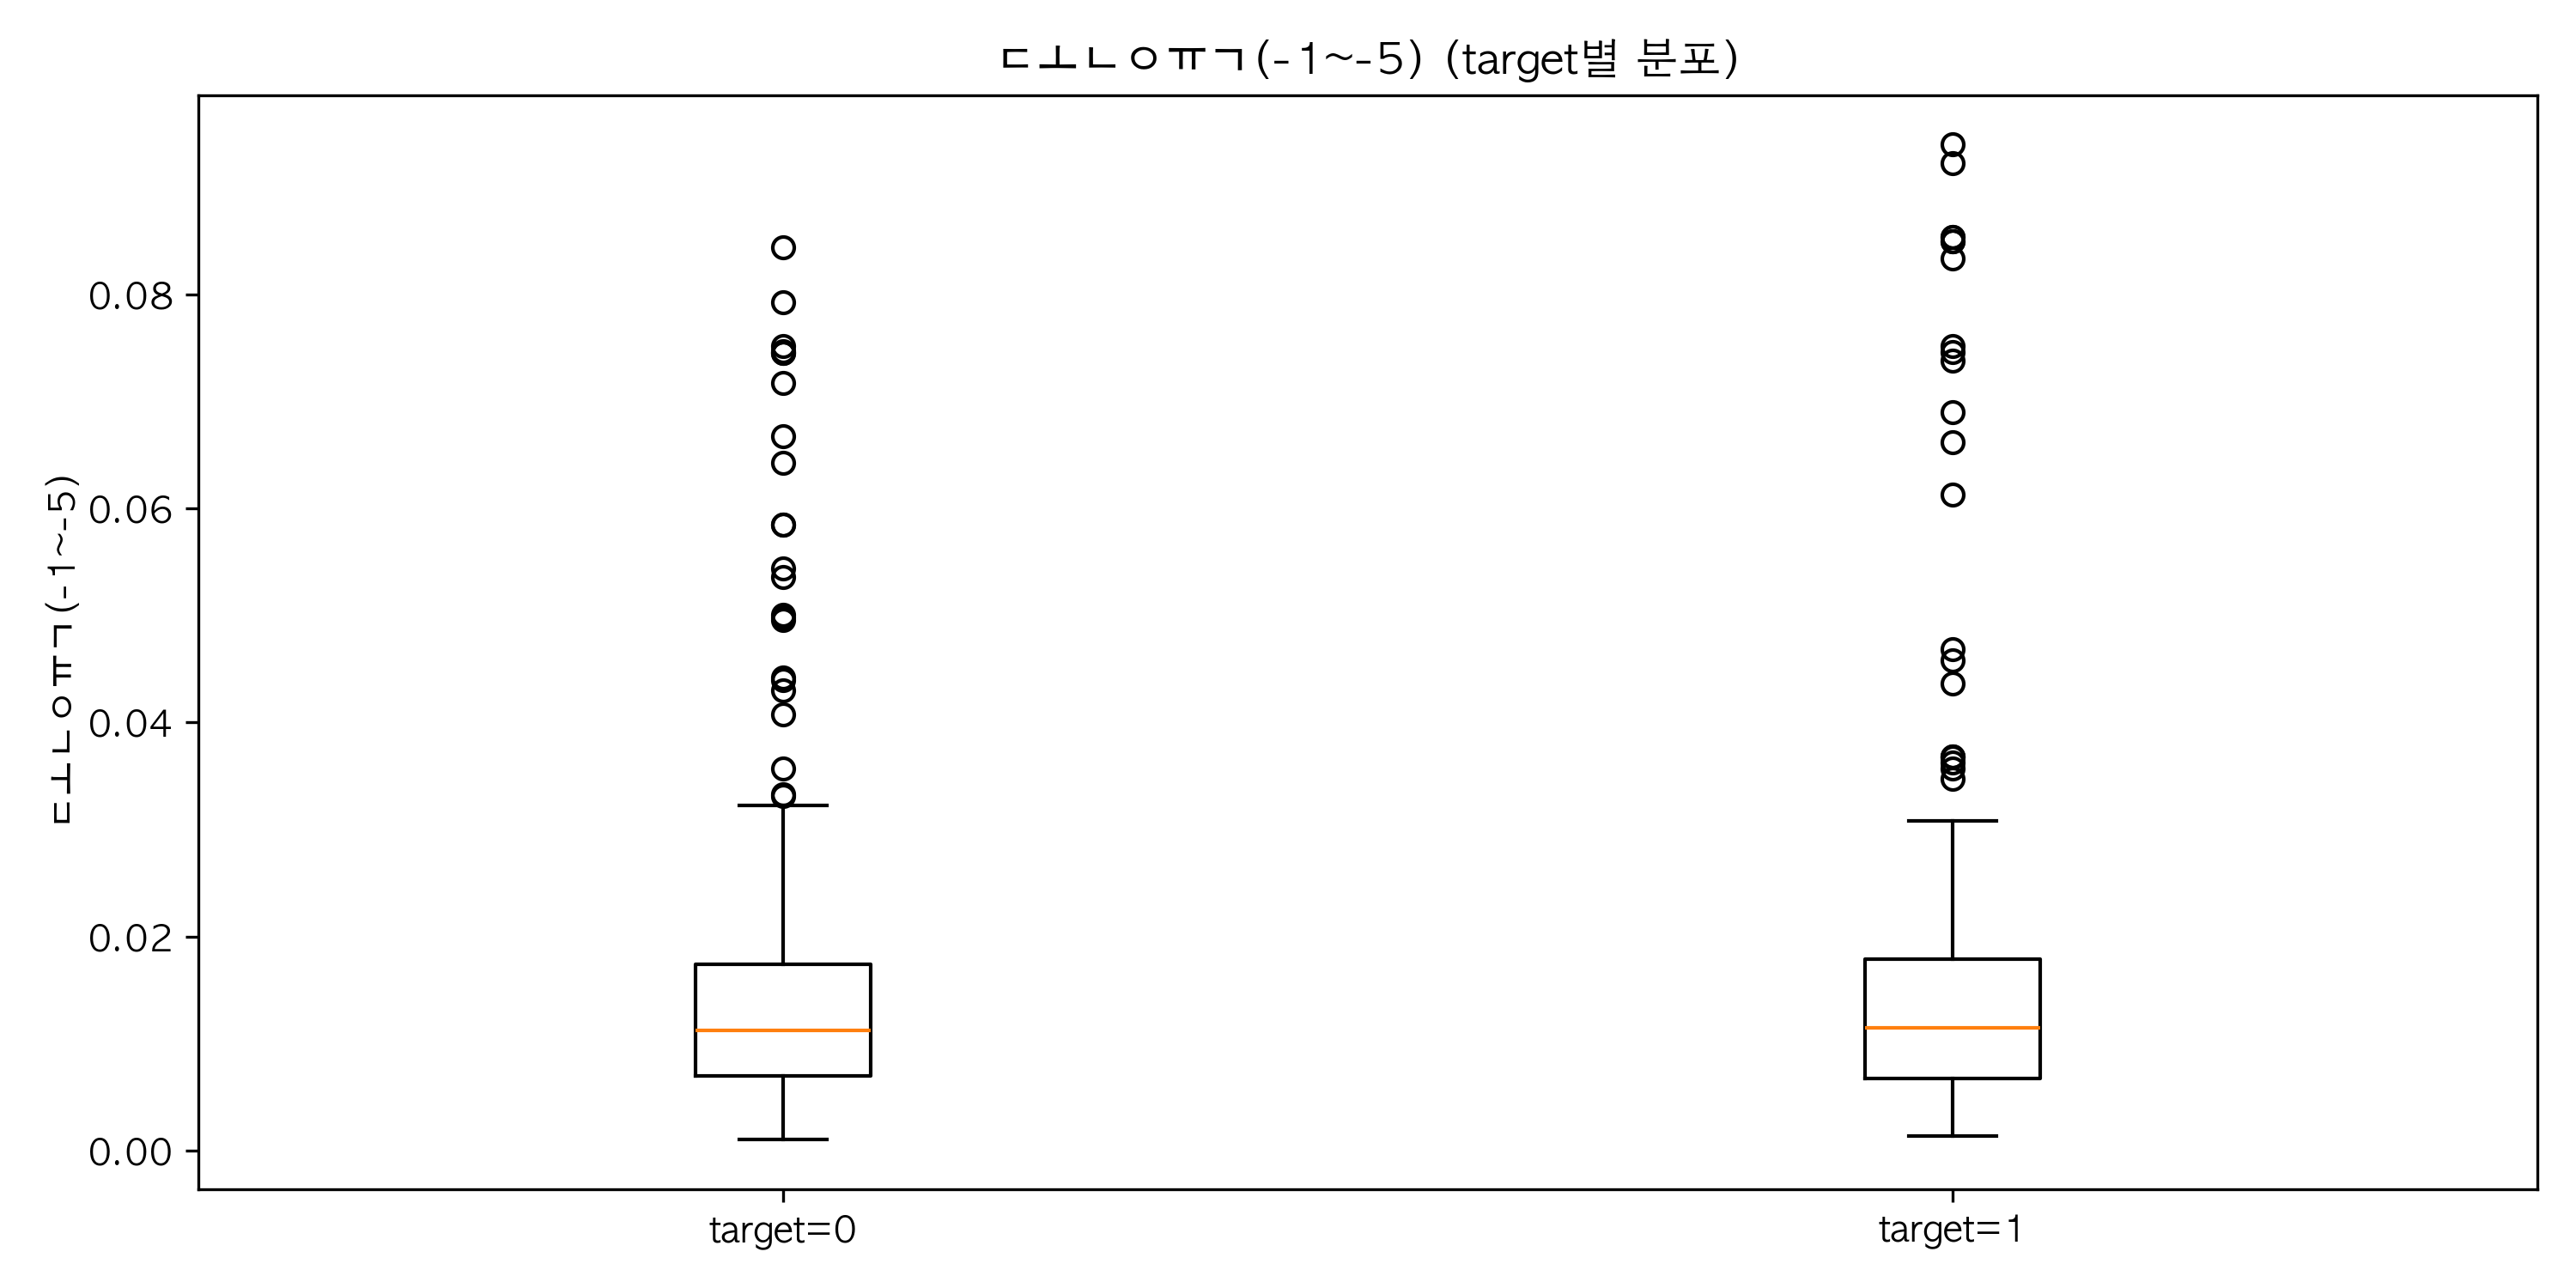 ㄷㅗㄴㅇㅠㄱ(-1~-5) (target별 분포)
ㄷㅗㄴㅇㅠㄱ(-1~-5)
0.08
0.06
0.04
0.02
0.00
target=0
target=1